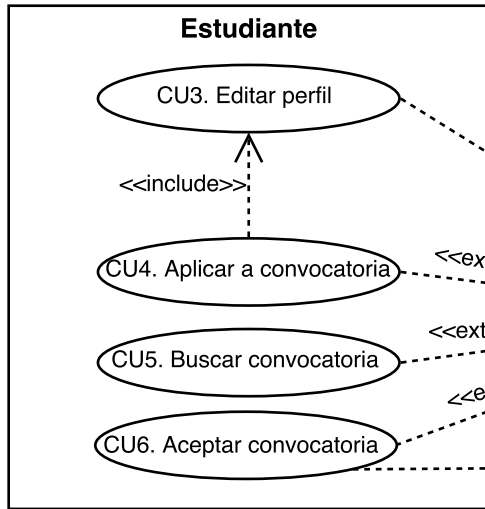 Estudiante
CU3. Editar perfil
<<include>>
CU4. Aplicar a convocatoria
CU5. Buscar convocatoria
CU6. Aceptar convocatoria